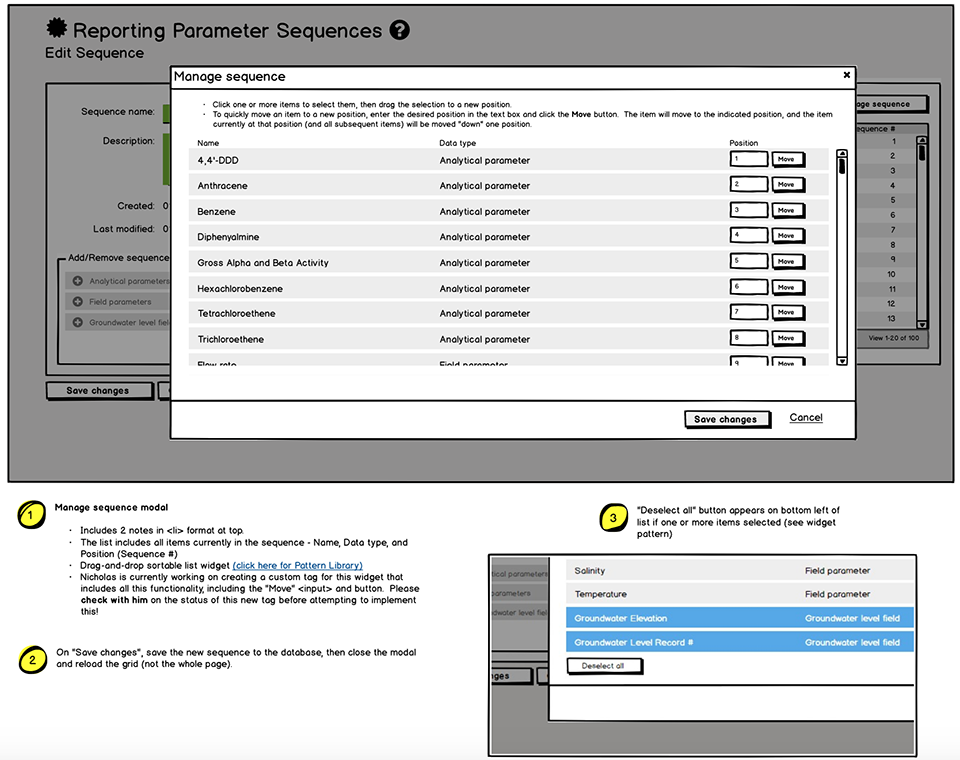 Reporting Parameter Sequences ?
Edit Sequence
Manage sequence
Sequence name:
Description:
Created: 0
Last modified: 0
Add/Remove sequence
Analytical parameters
Field parameters
Groundwater level fiel
Save changes
· Click one or more items to select them, then drag the selection to a new position.
· To quickly move an item to a new position, enter the desired position in the text box and click the Move button. The item will move to the indicated position, and the item
currently at that position (and all subsequent items) will be moved "down" one position.
Name Data type Position
4,4'-DDD Analytical parameter 1 Move
Anthracene Analytical parameter 2 Move
Benzene Analytical parameter 3 Move
Diphenyalmine Analytical parameter 4 Move
Gross Alpha and Beta Activity Analytical parameter 5 Move
Hexachlorobenzene Analytical parameter 6 Move
Tetrachloroethene Analytical parameter 7 Move
Trichloroethene Analytical parameter 8 Move
Flow rate Field parameter 9 Move
Save changes Cancel
age sequence
equence #
1
2
3
4
5
6
7
8
9
10
11
12
13
View 1-20 of 100
1
Manage sequence modal
· Includes 2 notes in <li> format at top.
· The list includes all items currently in the sequence - Name, Data type, and
Position (Sequence #)
· Drag-and-drop sortable list widget (click here for Pattern Library)
· Nicholas is currently working on creating a custom tag for this widget that
includes all this functionality, including the "Move" <input> and button. Please
check with him on the status of this new tag before attempting to implement
this!
2
On "Save changes", save the new sequence to the database, then close the modal
and reload the grid (not the whole page).
3
"Deselect all" button appears on bottom left of
list if one or more items selected (see widget
pattern)
tical parameters
parameters
dwater level field
nges
Salinity Field parameter
Temperature Field parameter
Groundwater Elevation Groundwater level field
Groundwater Level Record # Groundwater level field
Deselect all